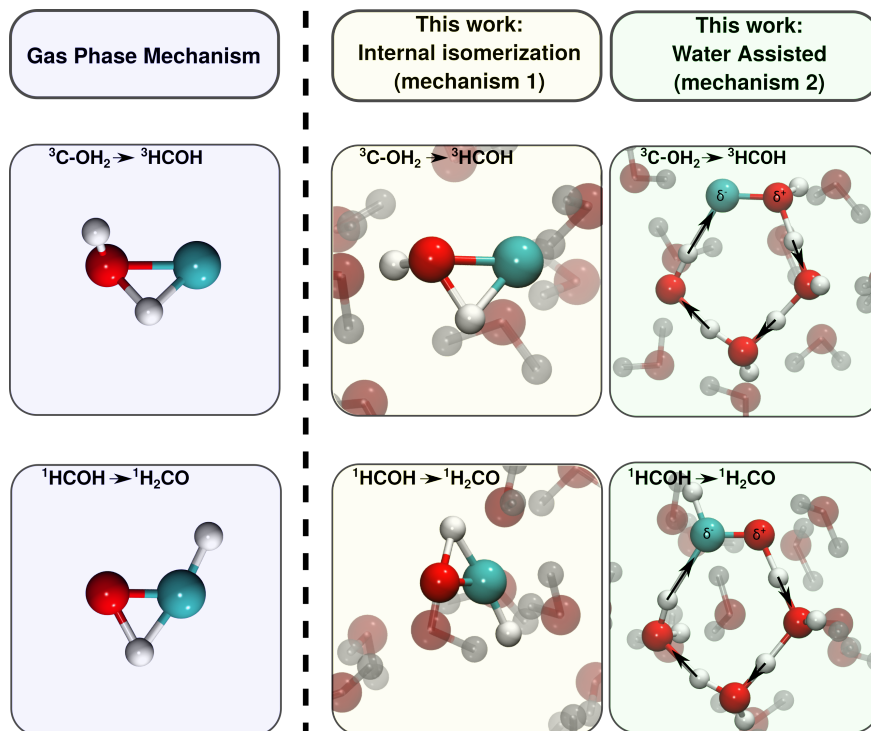 Gas Phase Mechanism
This work:
Internal isomerization
(mechanism 1)
This work:
Water Assisted
(mechanism 2)
³C-OH₂ → ³HCOH
³C-OH₂ → ³HCOH
³C-OH₂ → ³HCOH
δ⁻ δ⁺
¹HCOH → ¹H₂CO
¹HCOH → ¹H₂CO
¹HCOH → ¹H₂CO
δ⁻ δ⁺